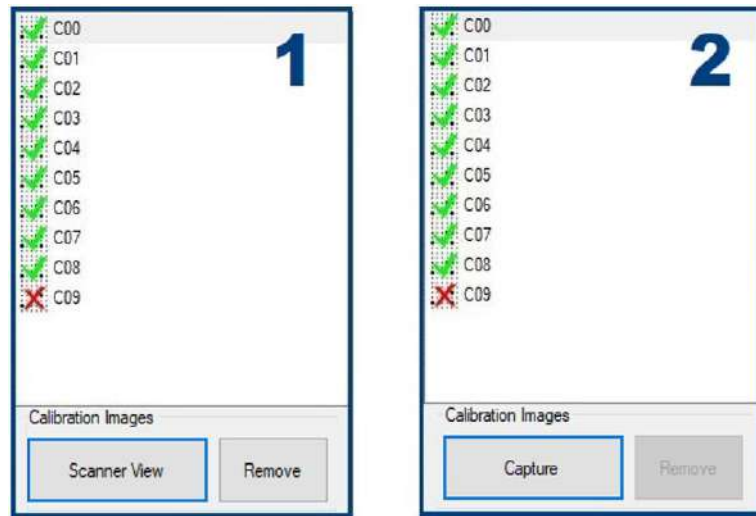 1
C00
C01
C02
C03
C04
C05
C06
C07
C08
C09
Calibration Images
Scanner View
Remove
2
C00
C01
C02
C03
C04
C05
C06
C07
C08
C09
Calibration Images
Capture
Remove